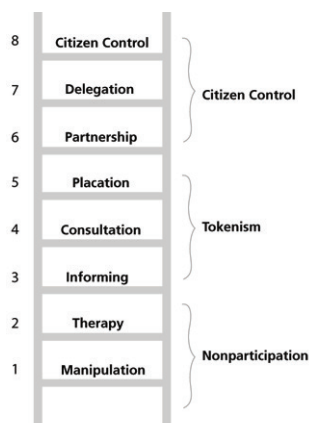 8 Citizen Control
7 Delegation
Citizen Control
6 Partnership
5 Placation
4 Consultation
Tokenism
3 Informing
2 Therapy
Nonparticipation
1 Manipulation